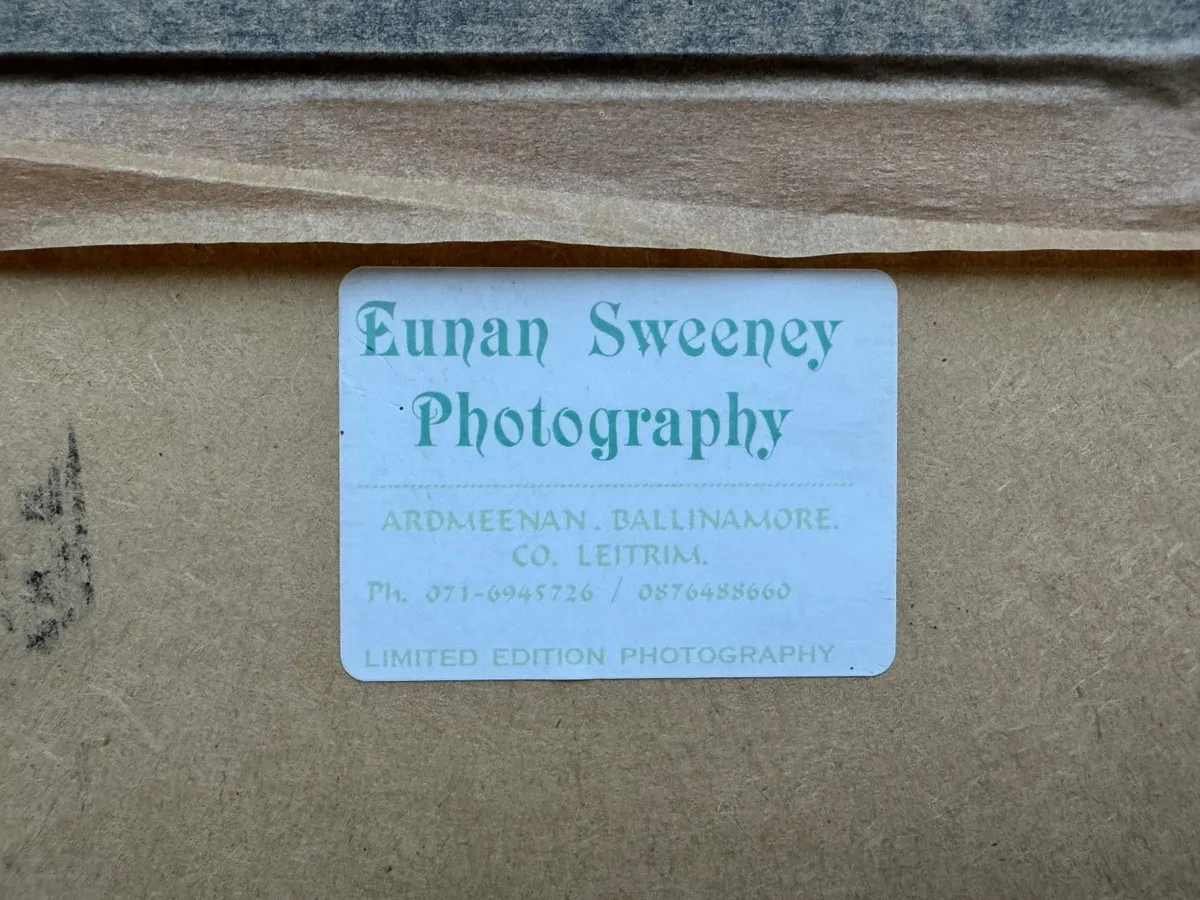 Eunan Sweeney
Photography
ARDMEENAN. BALLINAMORE.
CO. LEITRIM.
Ph. 071-6945726 / 0876488660
LIMITED EDITION PHOTOGRAPHY